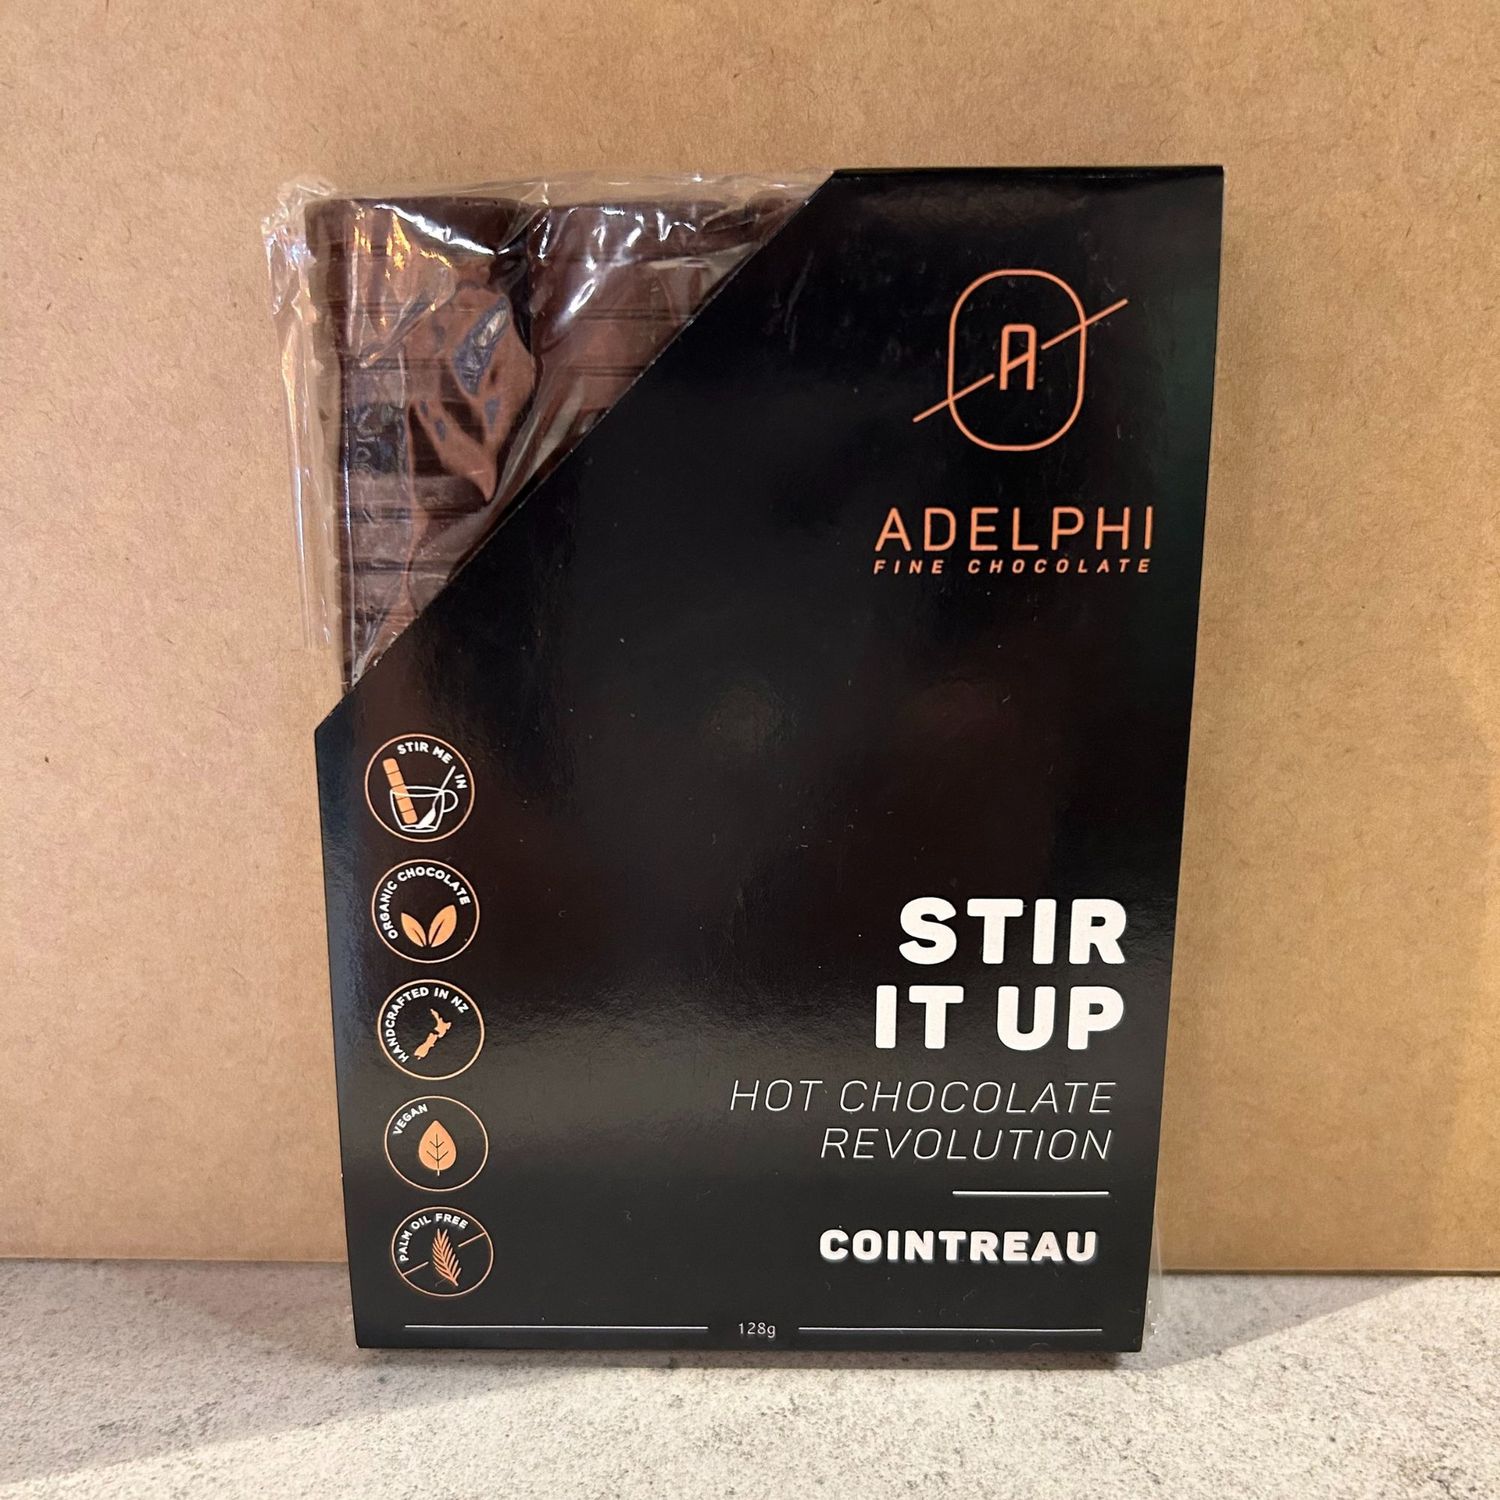 A
ADELPHI
FINE CHOCOLATE
STIR ME IN
ORGANIC CHOCOLATE
HANDCRAFTED IN NZ
VEGAN
PALM OIL FREE
STIR
IT UP
HOT CHOCOLATE
REVOLUTION
COINTREAU
128g